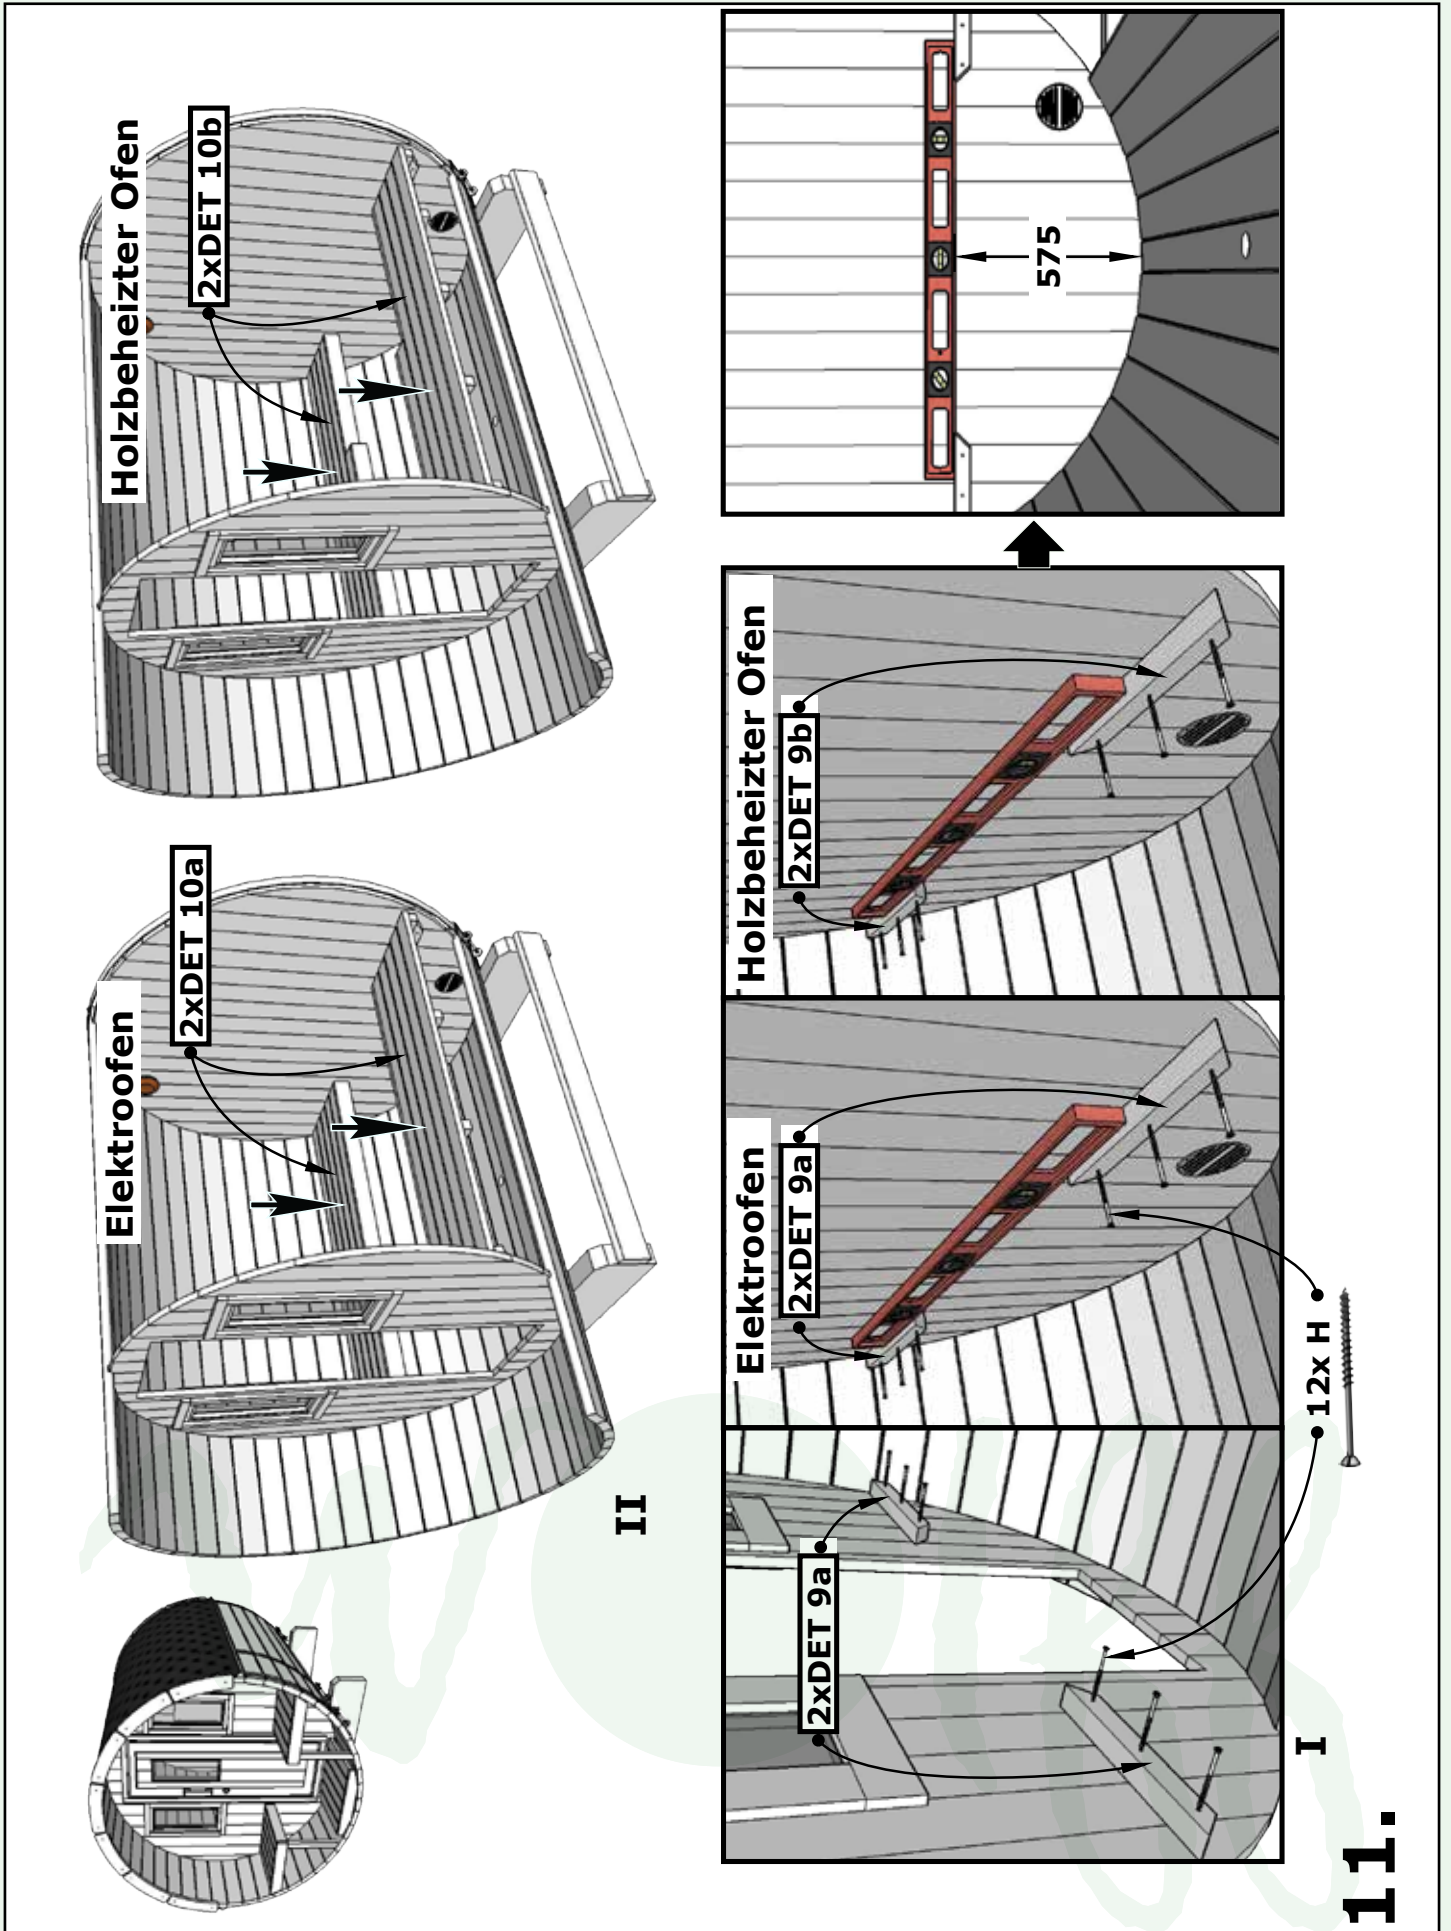 11.
I
2xDET 9a
12x H
Elektroofen
2xDET 9a
Holzbeheizter Ofen
2xDET 9b
575
II
Elektroofen
2xDET 10a
Holzbeheizter Ofen
2xDET 10b